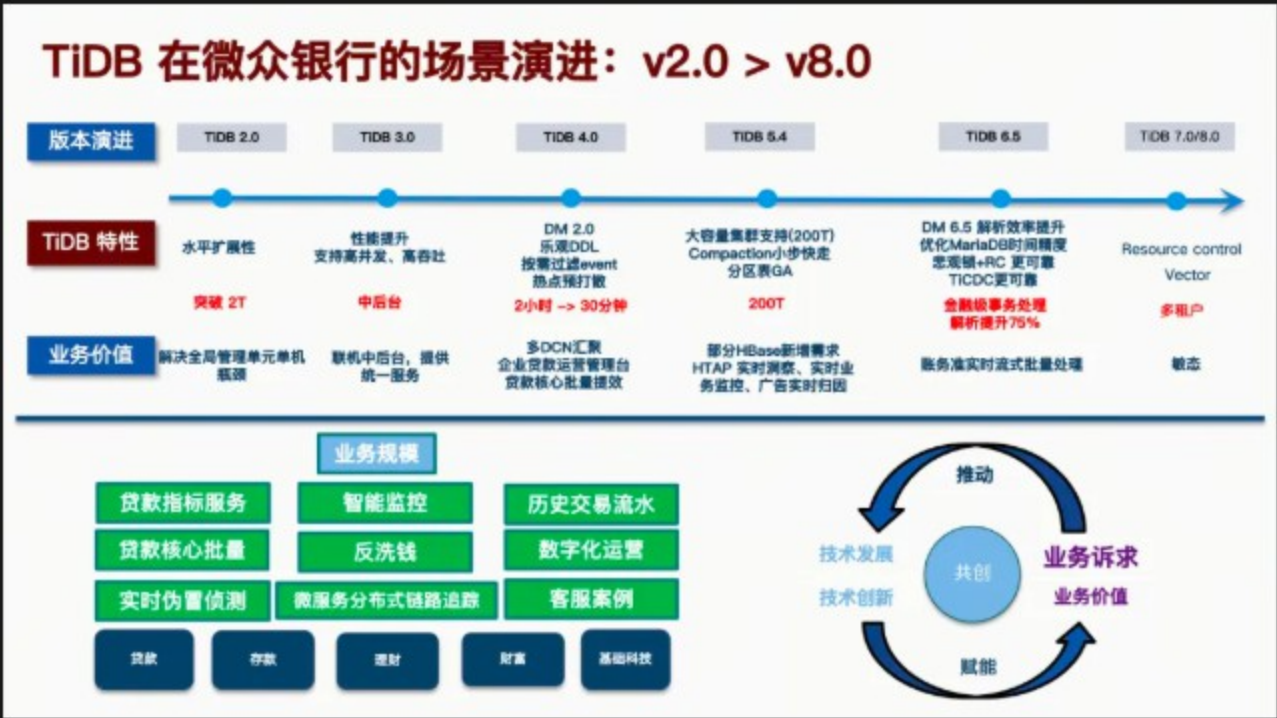 TiDB 在微众银行的场景演进：v2.0 > v8.0
版本演进
TiDB 2.0
TiDB 3.0
TiDB 4.0
TiDB 5.4
TiDB 6.5
TiDB 7.0/8.0
TiDB 特性
水平扩展性
突破 2T
性能提升
支持高并发、高吞吐
中后台
DM 2.0
乐观DDL
按需过滤event
热点预打散
2小时 –> 30分钟
大容量集群支持(200T)
Compaction小步快走
分区表GA
200T
DM 6.5 解析效率提升
优化MariaDB时间精度
悲观锁+RC 更可靠
TiCDC更可靠
金融级事务处理
解析提升75%
Resource control
Vector
多租户
业务价值
解决全局管理单元单机
瓶颈
联机中后台，提供
统一服务
多DCN汇聚
企业贷款运营管理台
贷款核心批量提效
部分HBase新增需求
HTAP 实时洞察、实时业
务监控、广告实时归因
账务准实时流式批量处理
敏态
业务规模
贷款指标服务
智能监控
历史交易流水
贷款核心批量
反洗钱
数字化运营
实时伪冒侦测
微服务分布式链路追踪
客服案例
贷款
存款
理财
财富
基础科技
推动
技术发展
技术创新
共创
业务诉求
业务价值
赋能